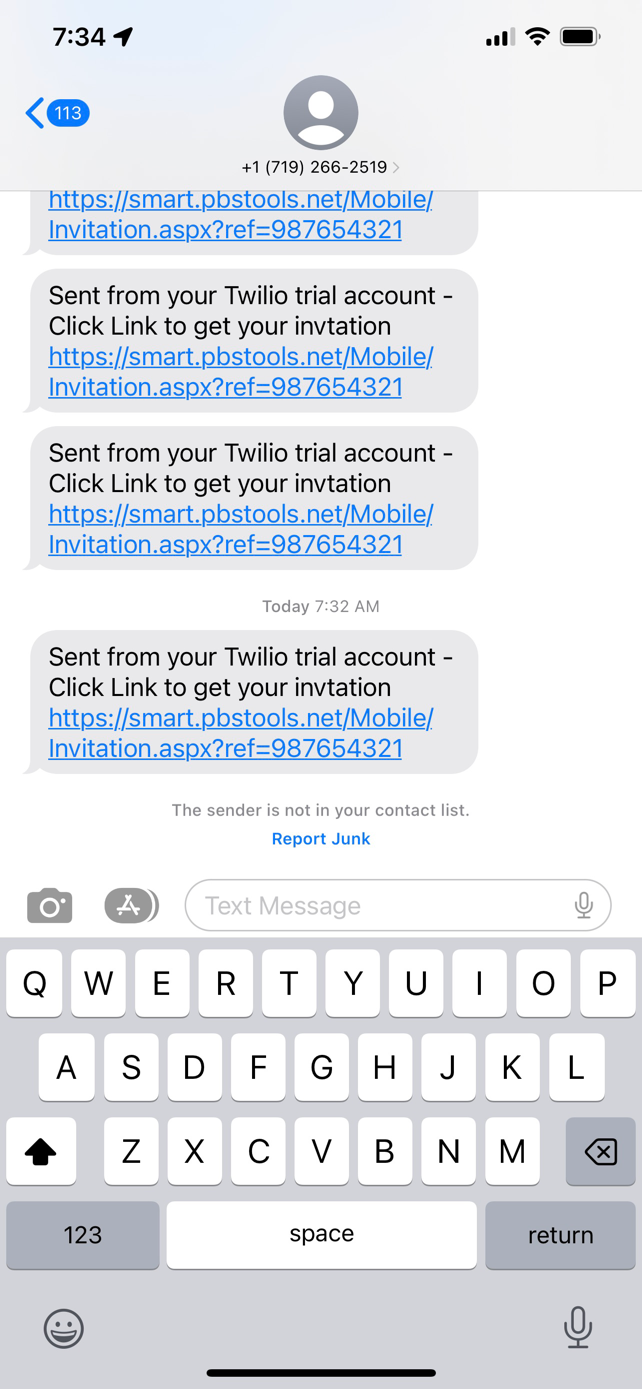 7:34
113
+1 (719) 266-2519
https://smart.pbstools.net/Mobile/
Invitation.aspx?ref=987654321
Sent from your Twilio trial account -
Click Link to get your invtation
https://smart.pbstools.net/Mobile/
Invitation.aspx?ref=987654321
Sent from your Twilio trial account -
Click Link to get your invtation
https://smart.pbstools.net/Mobile/
Invitation.aspx?ref=987654321
Today 7:32 AM
Sent from your Twilio trial account -
Click Link to get your invtation
https://smart.pbstools.net/Mobile/
Invitation.aspx?ref=987654321
The sender is not in your contact list.
Report Junk
Text Message
Q W E R T Y U I O P
A S D F G H J K L
Z X C V B N M
123 space return